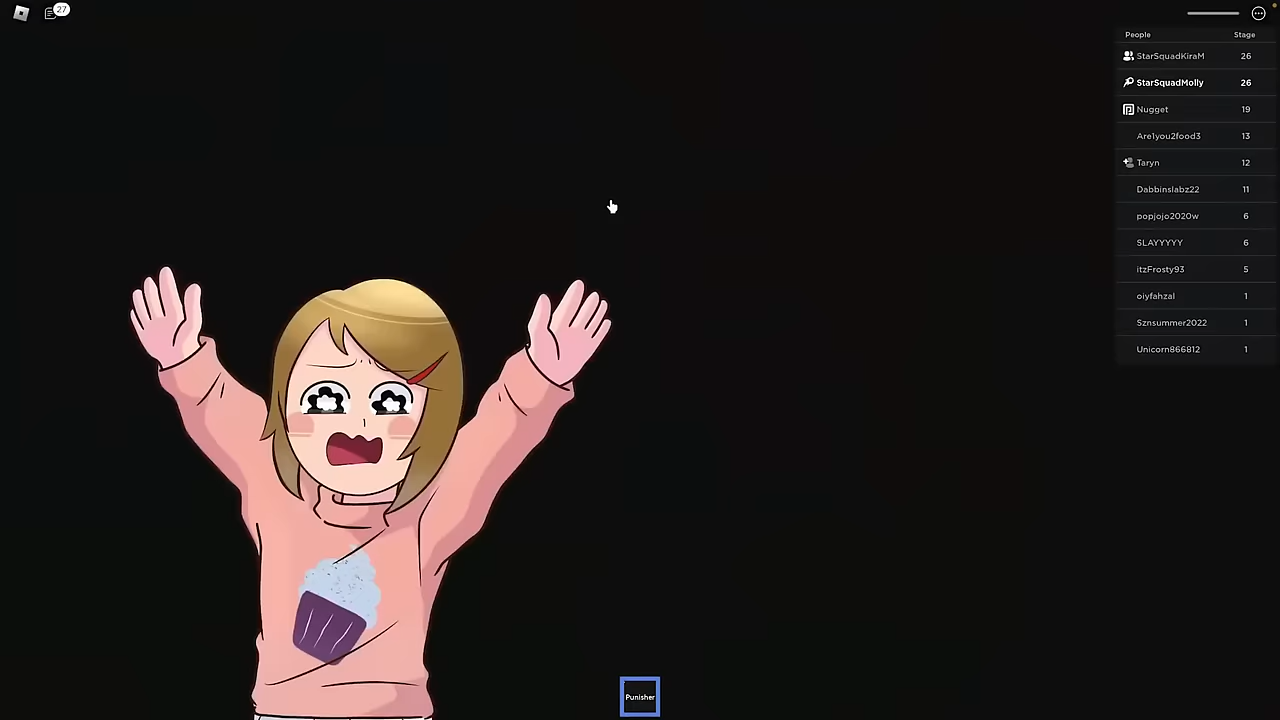 27
People Stage
StarSquadKiraM 26
StarSquadMolly 26
Nugget 19
Are1you2food3 13
Taryn 12
Dabbinslabz22 11
popjojo2020w 6
SLAYYYYY 6
itzFrosty93 5
oiyfahzal 1
Sznsummer2022 1
Unicorn866812 1
Punisher